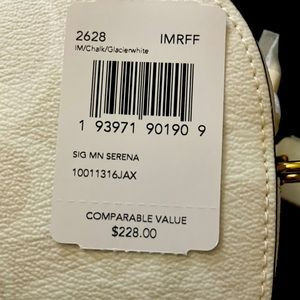 2628 IMRFF
IM/Chalk/Glacierwhite
1 93971 90190 9
SIG MN SERENA
10011316JAX
COMPARABLE VALUE
$228.00